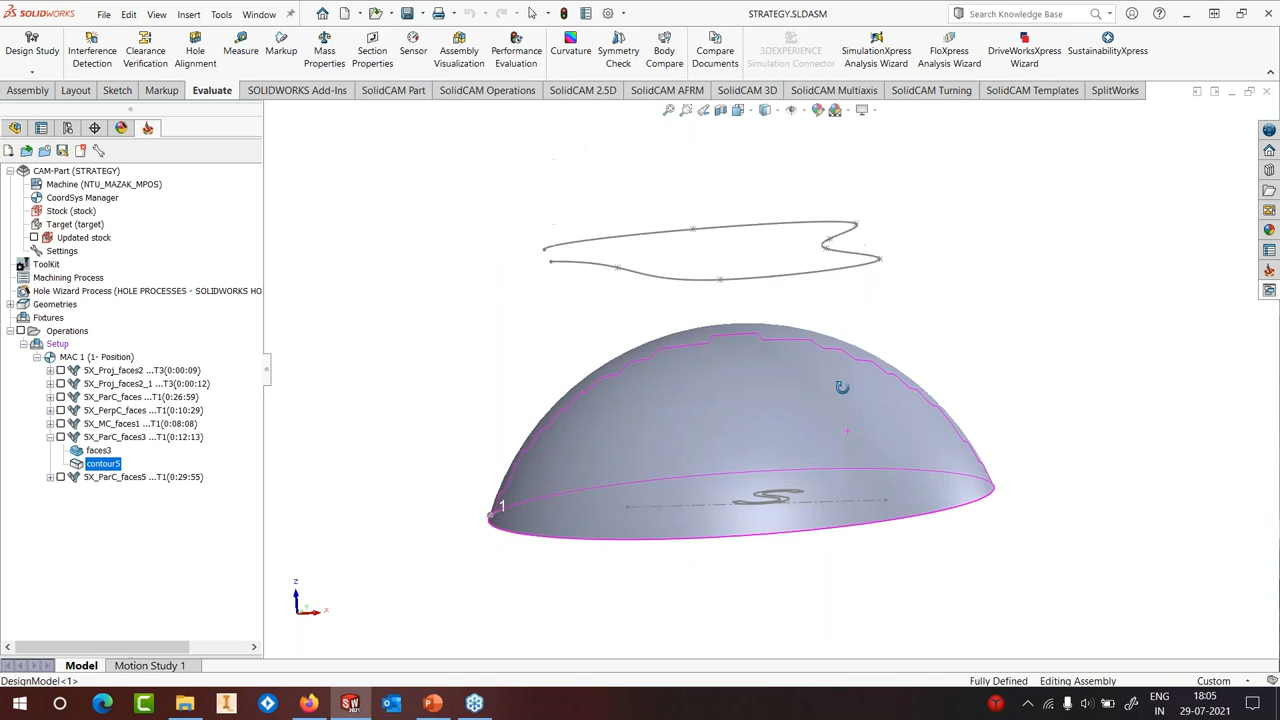 SOLIDWORKS File Edit View Insert Tools Window STRATEGY.SLDASM Search Knowledge Base
Design Study Interference Detection Clearance Verification Hole Alignment Measure Markup Mass Properties Section Properties Sensor Assembly Visualization Performance Evaluation Curvature Symmetry Check Body Compare Compare Documents 3DEXPERIENCE Simulation Connector SimulationXpress Analysis Wizard FloXpress Analysis Wizard DriveWorksXpress Wizard SustainabilityXpress
Assembly Layout Sketch Markup Evaluate SOLIDWORKS Add-Ins SolidCAM Part SolidCAM Operations SolidCAM 2.5D SolidCAM AFRM SolidCAM 3D SolidCAM Multiaxis SolidCAM Turning SolidCAM Templates SplitWorks
CAM-Part (STRATEGY)
Machine (NTU_MAZAK_MPOS)
CoordSys Manager
Stock (stock)
Target (target)
Updated stock
Settings
ToolKit
Machining Process
Hole Wizard Process (HOLE PROCESSES - SOLIDWORKS HO
Geometries
Fixtures
Operations
Setup
MAC 1 (1- Position)
5X_Proj_faces2 ...T3(0:00:09)
5X_Proj_faces2_1 ...T3(0:00:12)
5X_ParC_faces ...T1(0:26:59)
5X_PerpC_faces ...T1(0:10:29)
5X_MC_faces1 ...T1(0:08:08)
5X_ParC_faces3 ...T1(0:12:13)
faces3
contour5
5X_ParC_faces5 ...T1(0:29:55)
1
S
z
Y
x
Model Motion Study 1
DesignModel<1> Fully Defined Editing Assembly Custom
SW 2021
ENG
IN
18:05
29-07-2021